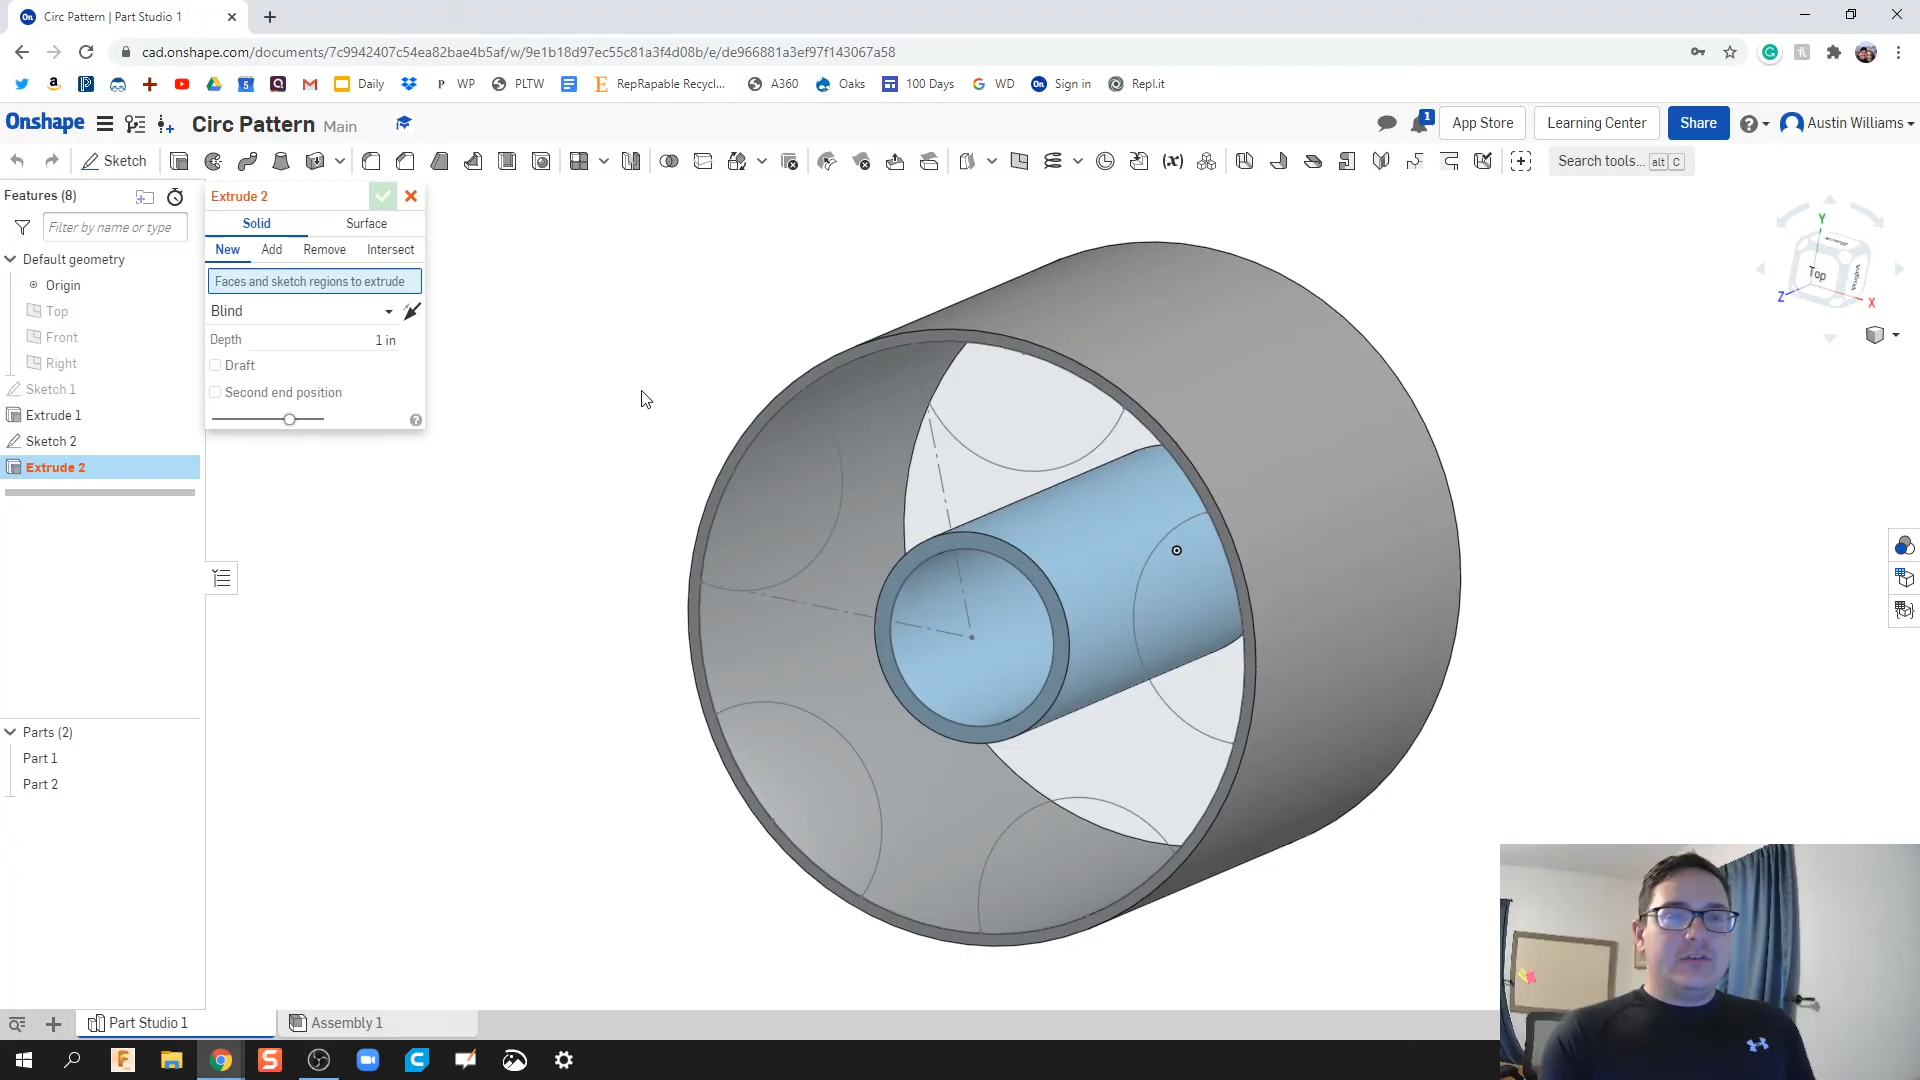 Circ Pattern | Part Studio 1
cad.onshape.com/documents/7c9942407c54ea82bae4b5af/w/9e1b18d97ec55c81a3f4d08b/e/de966881a3ef97f143067a58
Daily
P WP
PLTW
RepRapable Recycl...
A360
Oaks
100 Days
WD
Sign in
Repl.it
Onshape
Circ Pattern Main
1
App Store
Learning Center
Share
Austin Williams
Sketch
Search tools... alt C
Features (8)
Filter by name or type
Default geometry
Origin
Top
Front
Right
Sketch 1
Extrude 1
Sketch 2
Extrude 2
Extrude 2
Solid Surface
New Add Remove Intersect
Faces and sketch regions to extrude
Blind
Depth 1 in
Draft
Second end position
Y
Back
Top
Right
Z
X
Parts (2)
Part 1
Part 2
Part Studio 1
Assembly 1